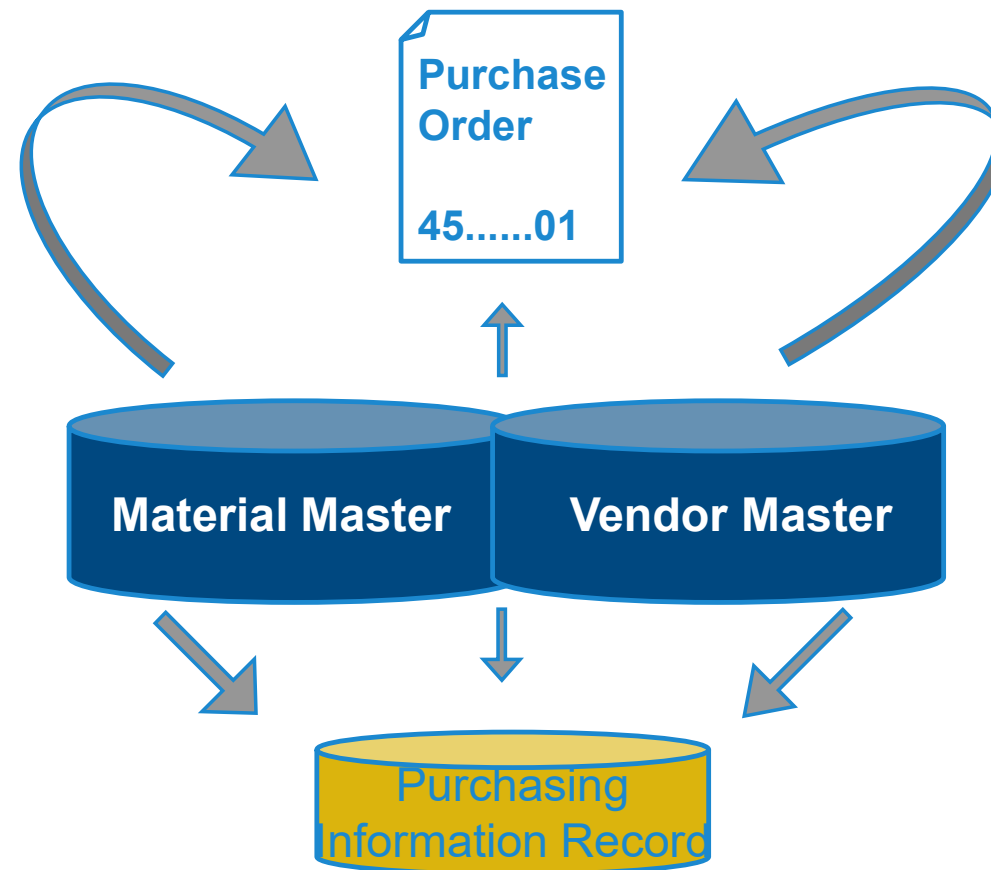 Purchase
Order
45......01
Material Master
Vendor Master
Purchasing
Information Record